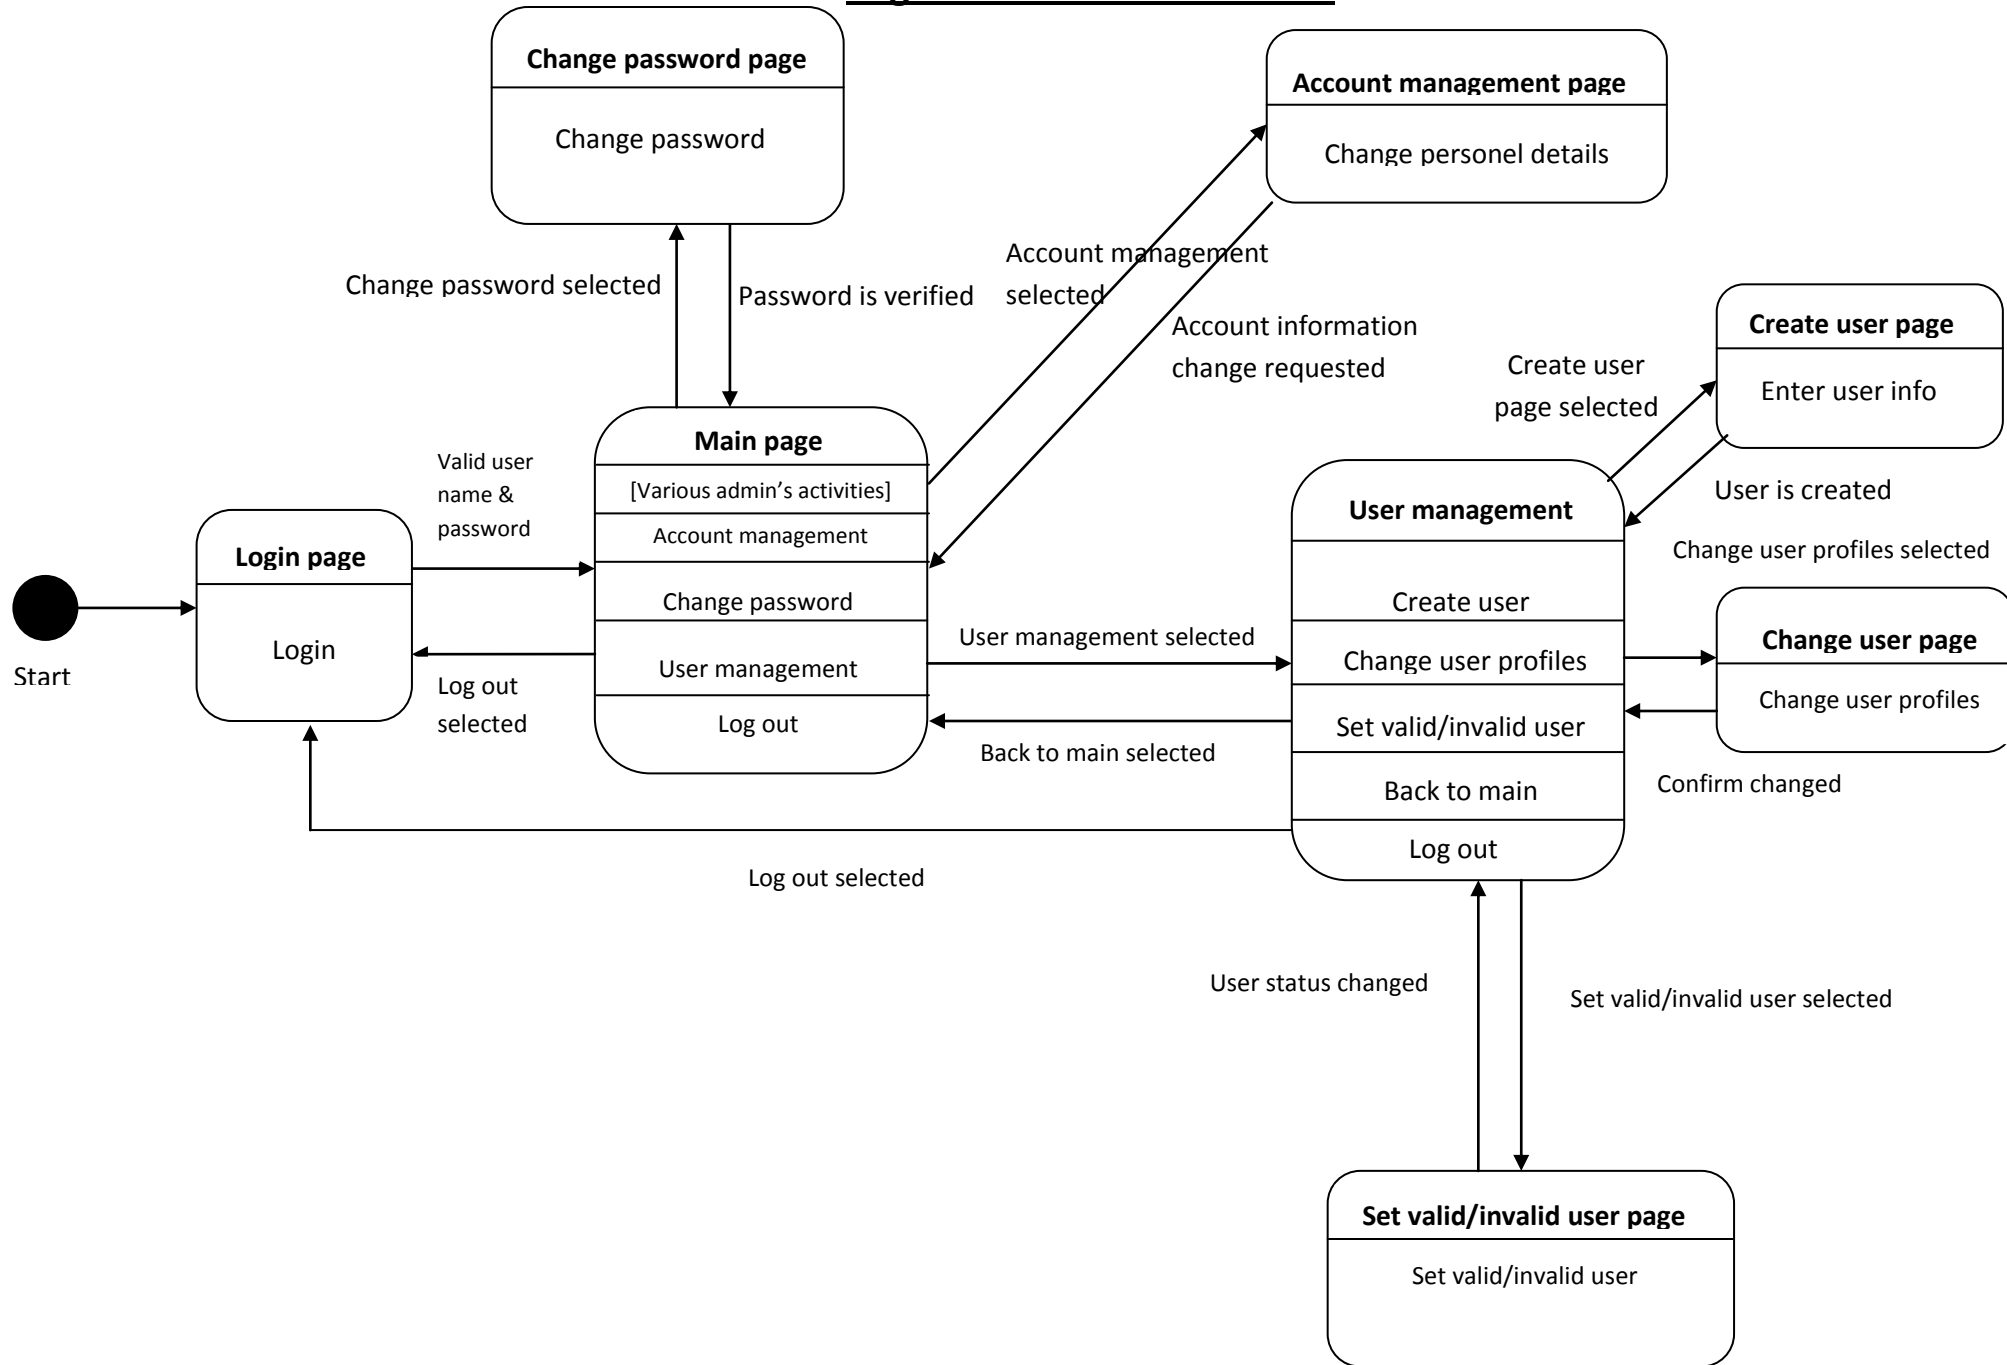 Change password page
Change password
Account management page
Change personel details
Change password selected
Password is verified
Account management
selected
Account information
change requested
Create user page
Enter user info
Create user
page selected
User is created
Main page
[Various admin's activities]
Account management
Change password
User management
Log out
Valid user
name &
password
Login page
Login
Start
Log out
selected
User management selected
Back to main selected
User management
Create user
Change user profiles
Set valid/invalid user
Back to main
Log out
Change user profiles selected
Change user page
Change user profiles
Confirm changed
Log out selected
User status changed
Set valid/invalid user selected
Set valid/invalid user page
Set valid/invalid user